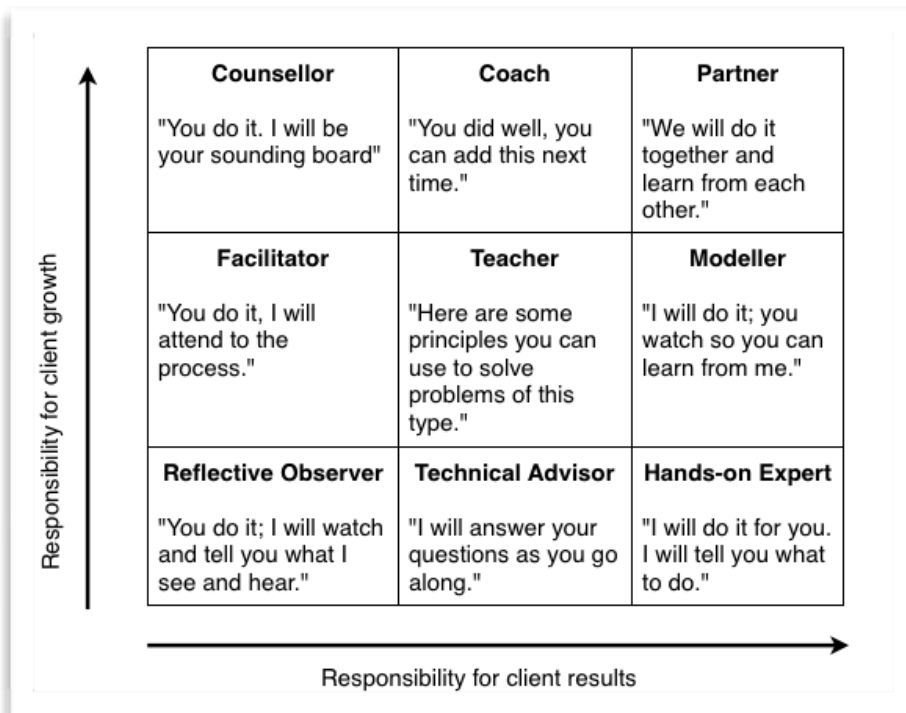 Responsibility for client growth
Counsellor
"You do it. I will be
your sounding board"
Coach
"You did well, you
can add this next
time."
Partner
"We will do it
together and
learn from each
other."
Facilitator
"You do it, I will
attend to the
process."
Teacher
"Here are some
principles you can
use to solve
problems of this
type."
Modeller
"I will do it; you
watch so you can
learn from me."
Reflective Observer
"You do it; I will watch
and tell you what I
see and hear."
Technical Advisor
"I will answer your
questions as you go
along."
Hands-on Expert
"I will do it for you.
I will tell you what
to do."
Responsibility for client results